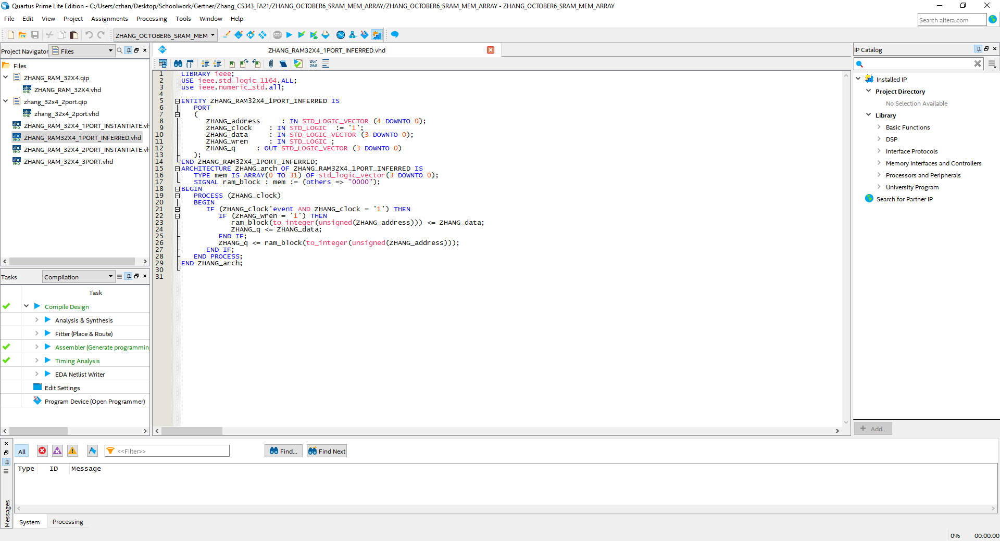 Quartus Prime Lite Edition - C:/Users/czhan/Desktop/Schoolwork/Gertner/Zhang_CS343_FA21/ZHANG_OCTOBER6_SRAM_MEM_ARRAY/ZHANG_OCTOBER6_SRAM_MEM_ARRAY - ZHANG_OCTOBER6_SRAM_MEM_ARRAY
File Edit View Project Assignments Processing Tools Window Help
Search altera.com
ZHANG_OCTOBER6_SRAM_MEM
STOP
Project Navigator Files
Files
ZHANG_RAM_32X4.qip
ZHANG_RAM_32X4.vhd
zhang_32x4_2port.qip
zhang_32x4_2port.vhd
ZHANG_RAM_32X4_1PORT_INSTANTIATE.vh
ZHANG_RAM32X4_1PORT_INFERRED.vhd
ZHANG_RAM_32X4_2PORT_INSTANTIATE.vh
ZHANG_RAM_32X4_3PORT.vhd
Tasks Compilation
Task
Compile Design
Analysis & Synthesis
Fitter (Place & Route)
Assembler (Generate programmin
Timing Analysis
EDA Netlist Writer
Edit Settings
Program Device (Open Programmer)
ZHANG_RAM32X4_1PORT_INFERRED.vhd
267
268
1 LIBRARY ieee;
2 USE ieee.std_logic_1164.ALL;
3 use ieee.numeric_std.all;
4
5 ENTITY ZHANG_RAM32X4_1PORT_INFERRED IS
6 PORT
7 (
8 ZHANG_address : IN STD_LOGIC_VECTOR (4 DOWNTO 0);
9 ZHANG_clock : IN STD_LOGIC := '1';
10 ZHANG_data : IN STD_LOGIC_VECTOR (3 DOWNTO 0);
11 ZHANG_wren : IN STD_LOGIC ;
12 ZHANG_q : OUT STD_LOGIC_VECTOR (3 DOWNTO 0)
13 );
14 END ZHANG_RAM32X4_1PORT_INFERRED;
15 ARCHITECTURE ZHANG_arch OF ZHANG_RAM32X4_1PORT_INFERRED IS
16 TYPE mem IS ARRAY(0 TO 31) OF std_logic_vector(3 DOWNTO 0);
17 SIGNAL ram_block : mem := (others => "0000");
18 BEGIN
19 PROCESS (ZHANG_clock)
20 BEGIN
21 IF (ZHANG_clock'event AND ZHANG_clock = '1') THEN
22 IF (ZHANG_wren = '1') THEN
23 ram_block(to_integer(unsigned(ZHANG_address))) <= ZHANG_data;
24 ZHANG_q <= ZHANG_data;
25 END IF;
26 ZHANG_q <= ram_block(to_integer(unsigned(ZHANG_address)));
27 END IF;
28 END PROCESS;
29 END ZHANG_arch;
30
31
IP Catalog
Installed IP
Project Directory
No Selection Available
Library
Basic Functions
DSP
Interface Protocols
Memory Interfaces and Controllers
Processors and Peripherals
University Program
Search for Partner IP
+ Add...
All <<Filter>> Find... Find Next
Type ID Message
Messages
System Processing
0% 00:00:00